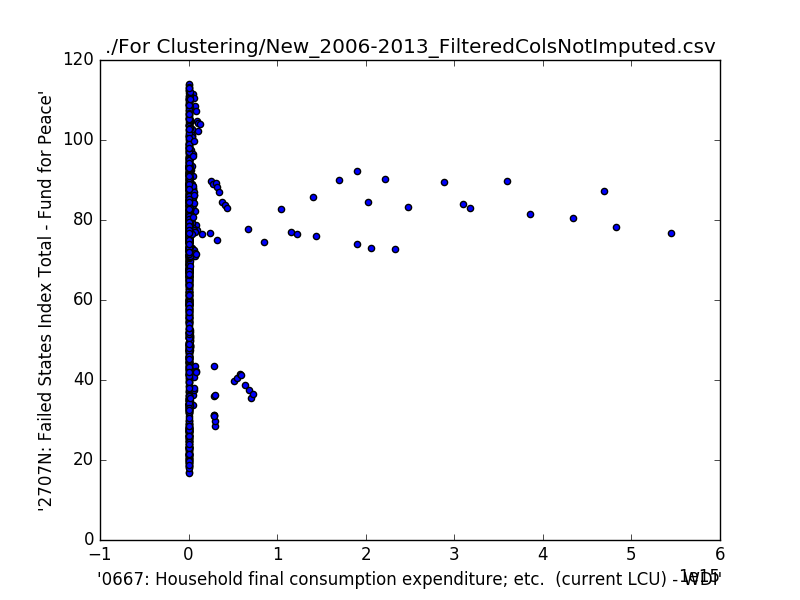 ./For Clustering/New_2006-2013_FilteredColsNotImputed.csv
120
100
80
60
40
20
0
'2707N: Failed States Index Total - Fund for Peace'
−1 0 1 2 3 4 5 6
1e15
'0667: Household final consumption expenditure; etc.  (current LCU) - WDI'